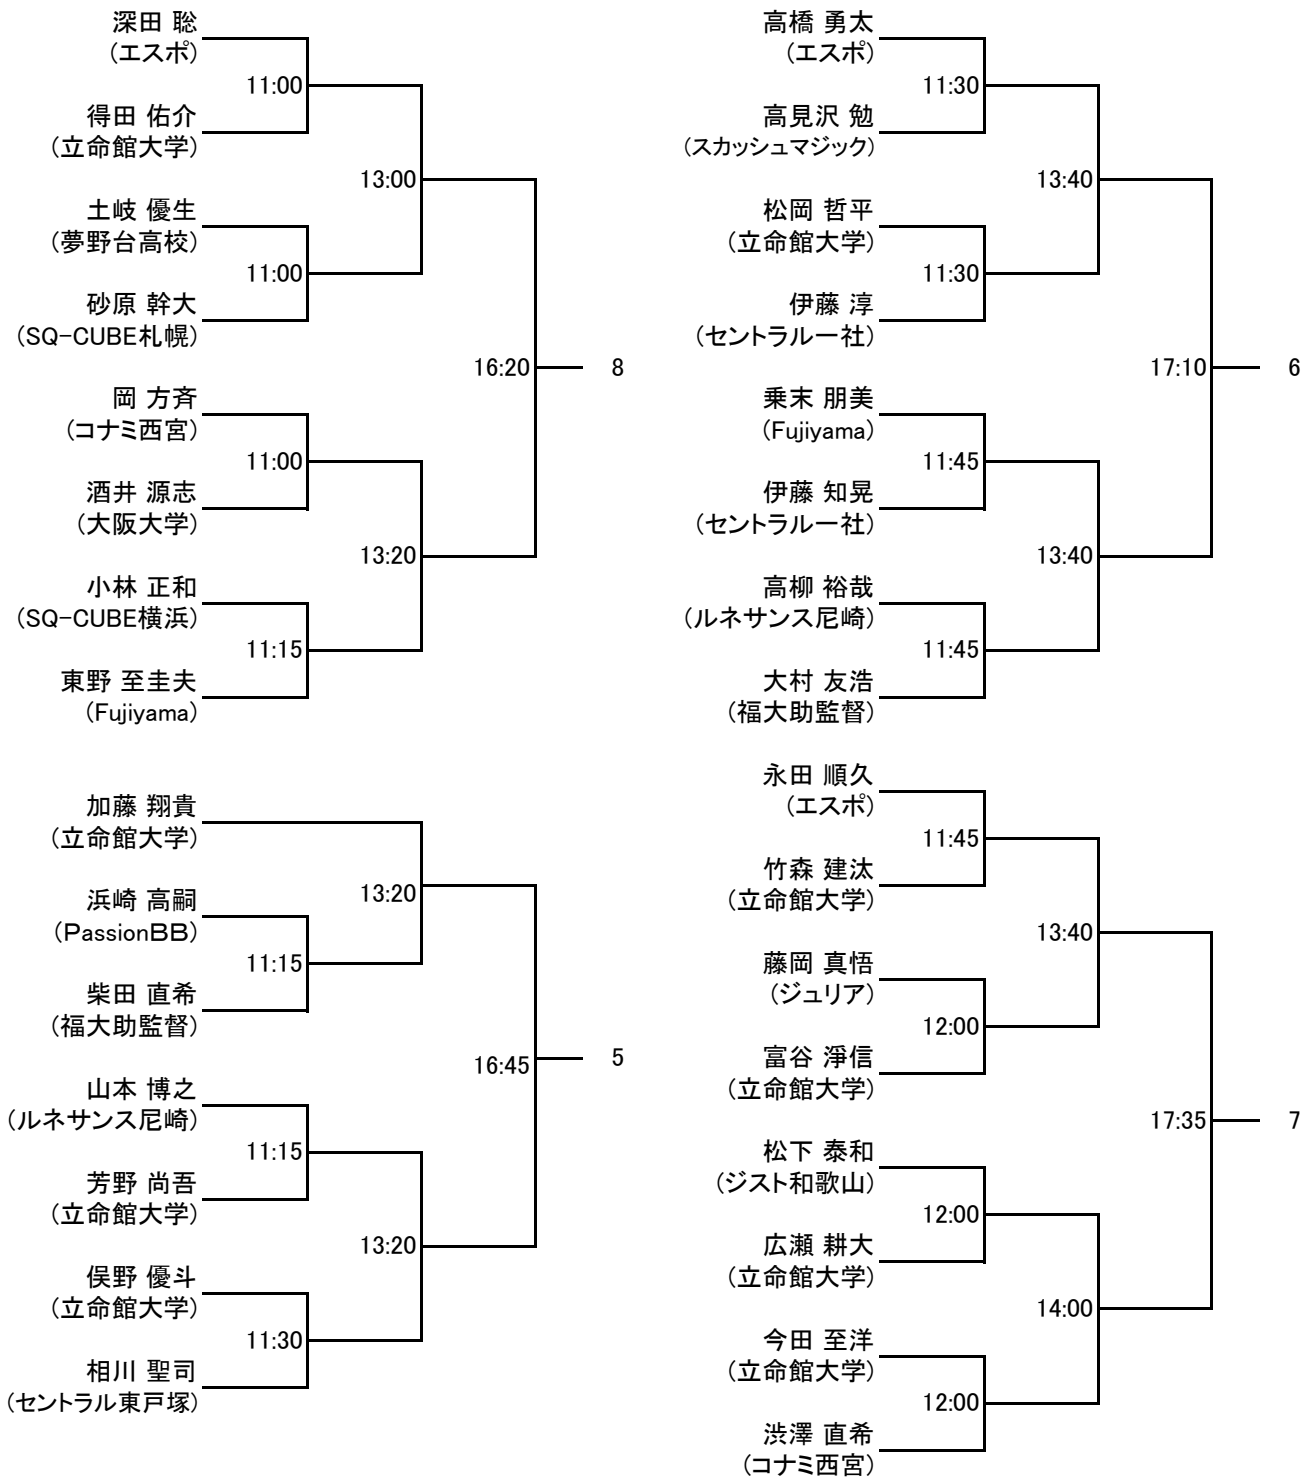 深田 聡
(エスポ)
11:00
得田 佑介
(立命館大学)
13:00
土岐 優生
(夢野台高校)
11:00
砂原 幹大
(SQ-CUBE札幌)
16:20
8
岡 方斉
(コナミ西宮)
11:00
酒井 源志
(大阪大学)
13:20
小林 正和
(SQ-CUBE横浜)
11:15
東野 至圭夫
(Fujiyama)
加藤 翔貴
(立命館大学)
13:20
浜崎 高嗣
(PassionBB)
11:15
柴田 直希
(福大助監督)
16:45
5
山本 博之
(ルネサンス尼崎)
11:15
芳野 尚吾
(立命館大学)
13:20
俣野 優斗
(立命館大学)
11:30
相川 聖司
(セントラル東戸塚)
高橋 勇太
(エスポ)
11:30
高見沢 勉
(スカッシュマジック)
13:40
松岡 哲平
(立命館大学)
11:30
伊藤 淳
(セントラル一社)
17:10
6
乗末 朋美
(Fujiyama)
11:45
伊藤 知晃
(セントラル一社)
13:40
高柳 裕哉
(ルネサンス尼崎)
11:45
大村 友浩
(福大助監督)
永田 順久
(エスポ)
11:45
竹森 建汰
(立命館大学)
13:40
藤岡 真悟
(ジュリア)
12:00
富谷 淨信
(立命館大学)
17:35
7
松下 泰和
(ジスト和歌山)
12:00
広瀬 耕大
(立命館大学)
14:00
今田 至洋
(立命館大学)
12:00
渋澤 直希
(コナミ西宮)